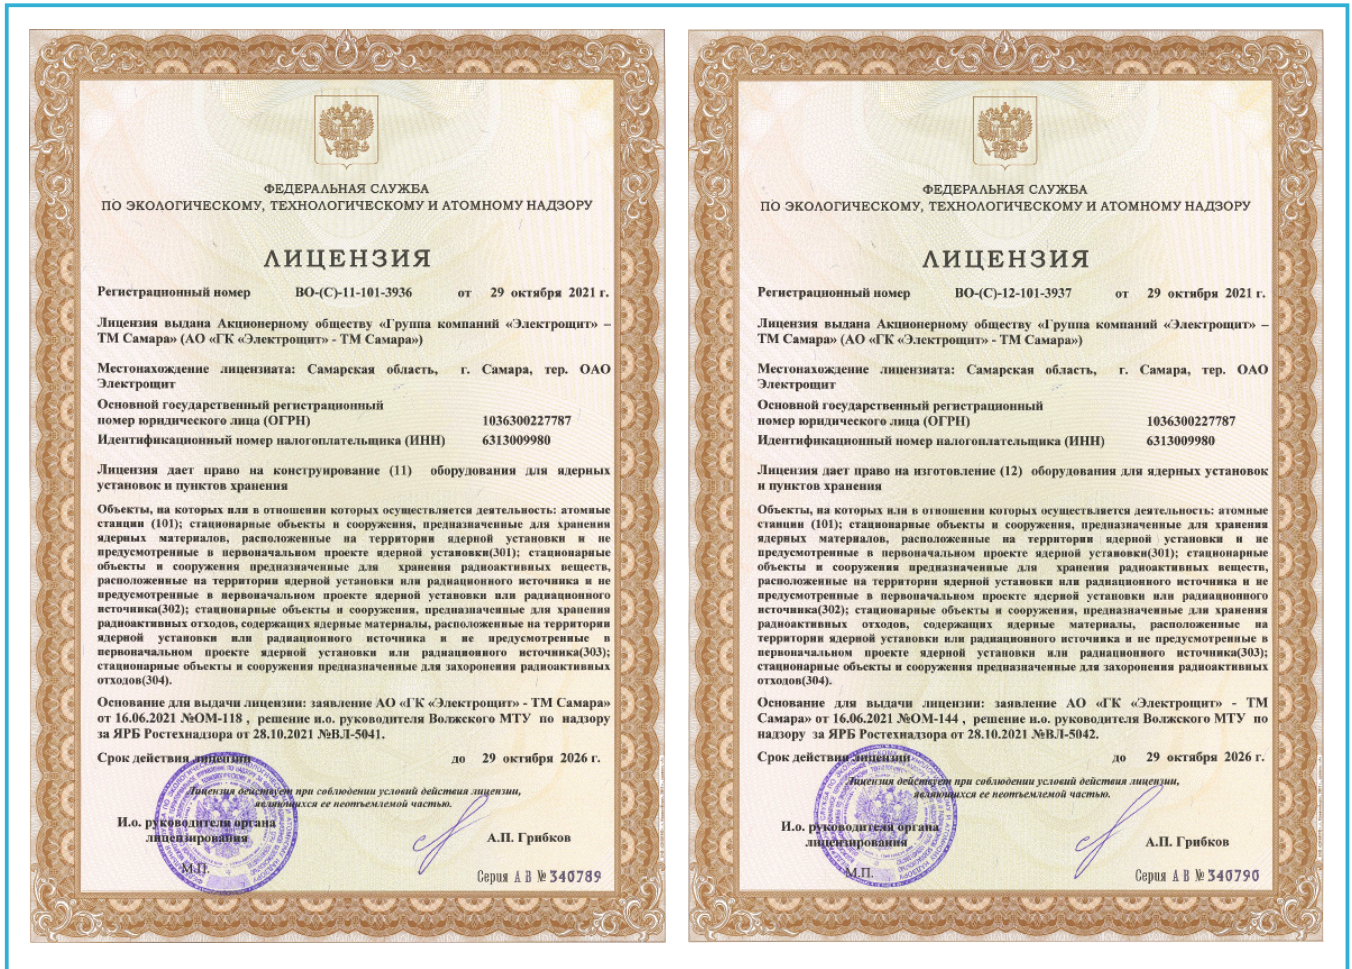 ФЕДЕРАЛЬНАЯ СЛУЖБА
ПО ЭКОЛОГИЧЕСКОМУ, ТЕХНОЛОГИЧЕСКОМУ И АТОМНОМУ НАДЗОРУ
ЛИЦЕНЗИЯ
Регистрационный номер ВО-(С)-11-101-3936 от 29 октября 2021 г.
Лицензия выдана Акционерному обществу «Группа компаний «Электрощит» –
ТМ Самара» (АО «ГК «Электрощит» - ТМ Самара»)
Местонахождение лицензиата: Самарская область, г. Самара, тер. ОАО
Электрощит
Основной государственный регистрационный
номер юридического лица (ОГРН) 1036300227787
Идентификационный номер налогоплательщика (ИНН) 6313009980
Лицензия дает право на конструирование (11) оборудования для ядерных
установок и пунктов хранения
Объекты, на которых или в отношении которых осуществляется деятельность: атомные
станции (101); стационарные объекты и сооружения, предназначенные для хранения
ядерных материалов, расположенные на территории ядерной установки и не
предусмотренные в первоначальном проекте ядерной установки(301); стационарные
объекты и сооружения предназначенные для хранения радиоактивных веществ,
расположенные на территории ядерной установки или радиационного источника и не
предусмотренные в первоначальном проекте ядерной установки или радиационного
источника(302); стационарные объекты и сооружения, предназначенные для хранения
радиоактивных отходов, содержащих ядерные материалы, расположенные на территории
ядерной установки или радиационного источника и не предусмотренные в
первоначальном проекте ядерной установки или радиационного источника(303);
стационарные объекты и сооружения предназначенные для захоронения радиоактивных
отходов(304).
Основание для выдачи лицензии: заявление АО «ГК «Электрощит» - ТМ Самара»
от 16.06.2021 №ОМ-118 , решение и.о. руководителя Волжского МТУ по надзору
за ЯРБ Ростехнадзора от 28.10.2021 №ВЛ-5041.
Срок действия лицензии до 29 октября 2026 г.
Лицензия действует при соблюдении условий действия лицензии,
являющихся ее неотъемлемой частью.
И.о. руководителя органа
лицензирования А.П. Грибков
М.П.
Серия А В № 340789
ФЕДЕРАЛЬНАЯ СЛУЖБА
ПО ЭКОЛОГИЧЕСКОМУ, ТЕХНОЛОГИЧЕСКОМУ И АТОМНОМУ НАДЗОРУ
ЛИЦЕНЗИЯ
Регистрационный номер ВО-(С)-12-101-3937 от 29 октября 2021 г.
Лицензия выдана Акционерному обществу «Группа компаний «Электрощит» –
ТМ Самара» (АО «ГК «Электрощит» - ТМ Самара»)
Местонахождение лицензиата: Самарская область, г. Самара, тер. ОАО
Электрощит
Основной государственный регистрационный
номер юридического лица (ОГРН) 1036300227787
Идентификационный номер налогоплательщика (ИНН) 6313009980
Лицензия дает право на изготовление (12) оборудования для ядерных установок
и пунктов хранения
Объекты, на которых или в отношении которых осуществляется деятельность: атомные
станции (101); стационарные объекты и сооружения, предназначенные для хранения
ядерных материалов, расположенные на территории ядерной установки и не
предусмотренные в первоначальном проекте ядерной установки(301); стационарные
объекты и сооружения предназначенные для хранения радиоактивных веществ,
расположенные на территории ядерной установки или радиационного источника и не
предусмотренные в первоначальном проекте ядерной установки или радиационного
источника(302); стационарные объекты и сооружения, предназначенные для хранения
радиоактивных отходов, содержащих ядерные материалы, расположенные на
территории ядерной установки или радиационного источника и не предусмотренные в
первоначальном проекте ядерной установки или радиационного источника(303);
стационарные объекты и сооружения предназначенные для захоронения радиоактивных
отходов(304).
Основание для выдачи лицензии: заявление АО «ГК «Электрощит» - ТМ
Самара» от 16.06.2021 №ОМ-144 , решение и.о. руководителя Волжского МТУ по
надзору за ЯРБ Ростехнадзора от 28.10.2021 №ВЛ-5042.
Срок действия лицензии до 29 октября 2026 г.
Лицензия действует при соблюдении условий действия лицензии,
являющихся ее неотъемлемой частью.
И.о. руководителя органа
лицензирования А.П. Грибков
М.П.
Серия А В № 340790